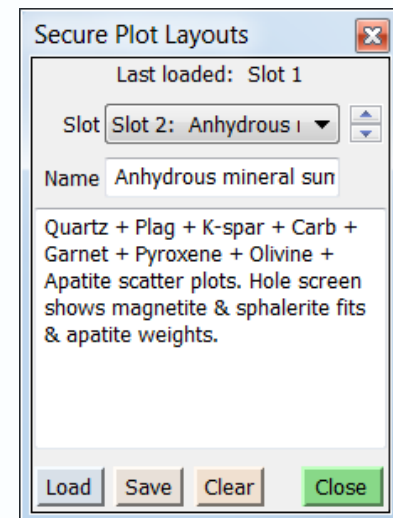 Secure Plot Layouts
Last loaded: Slot 1
Slot Slot 2: Anhydrous
Name Anhydrous mineral sum
Quartz + Plag + K-spar + Carb +
Garnet + Pyroxene + Olivine +
Apatite scatter plots. Hole screen
shows magnetite & sphalerite fits
& apatite weights.
Load Save Clear Close